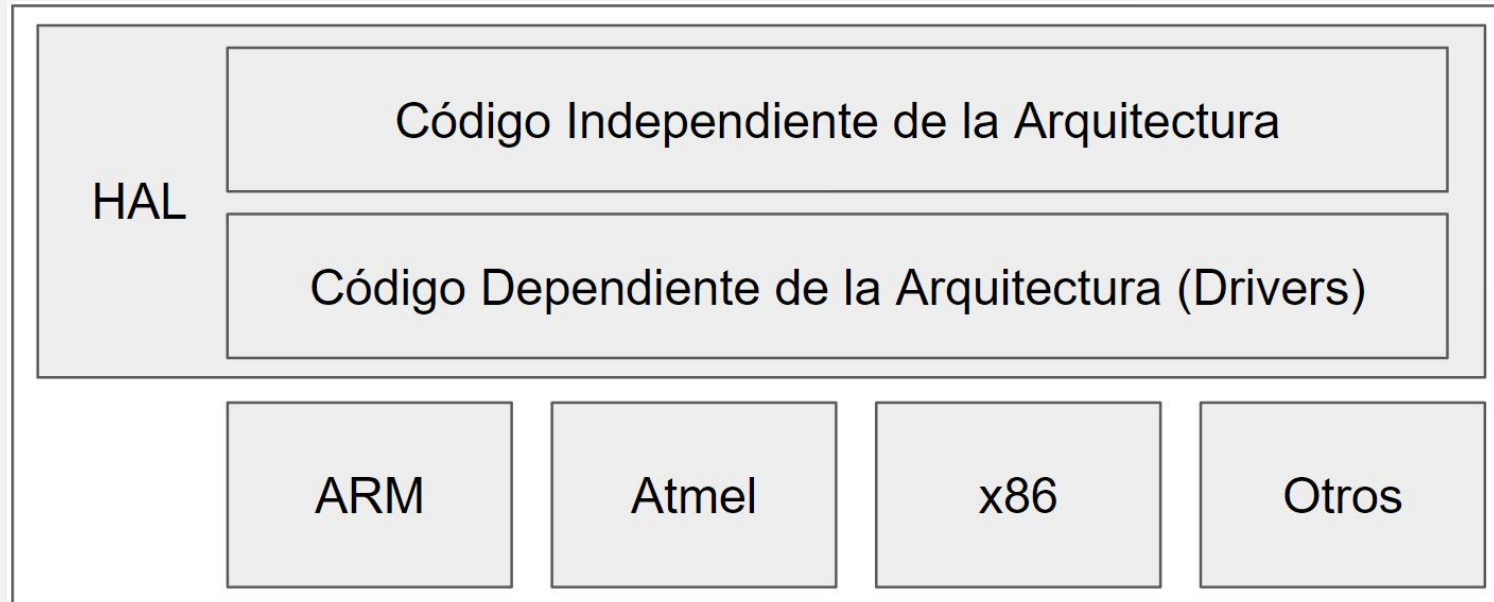 Código Independiente de la Arquitectura
HAL
Código Dependiente de la Arquitectura (Drivers)
ARM
Atmel
x86
Otros